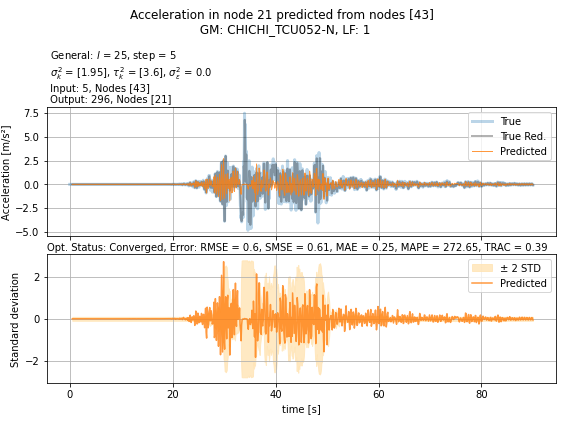 Acceleration in node 21 predicted from nodes [43]
GM: CHICHI_TCU052-N, LF: 1
General: l = 25, step = 5
σ²ₖ = [1.95], τ²ₖ = [3.6], σ²ε = 0.0
Input: 5, Nodes [43]
Output: 296, Nodes [21]
7.5
5.0
2.5
0.0
−2.5
−5.0
Acceleration [m/s²]
True
True Red.
Predicted
Opt. Status: Converged, Error: RMSE = 0.6, SMSE = 0.61, MAE = 0.25, MAPE = 272.65, TRAC = 0.39
2
0
−2
Standard deviation
± 2 STD
Predicted
0 20 40 60 80
time [s]